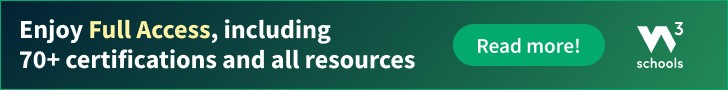 Enjoy Full Access, including
70+ certifications and all resources
Read more!
W3
schools